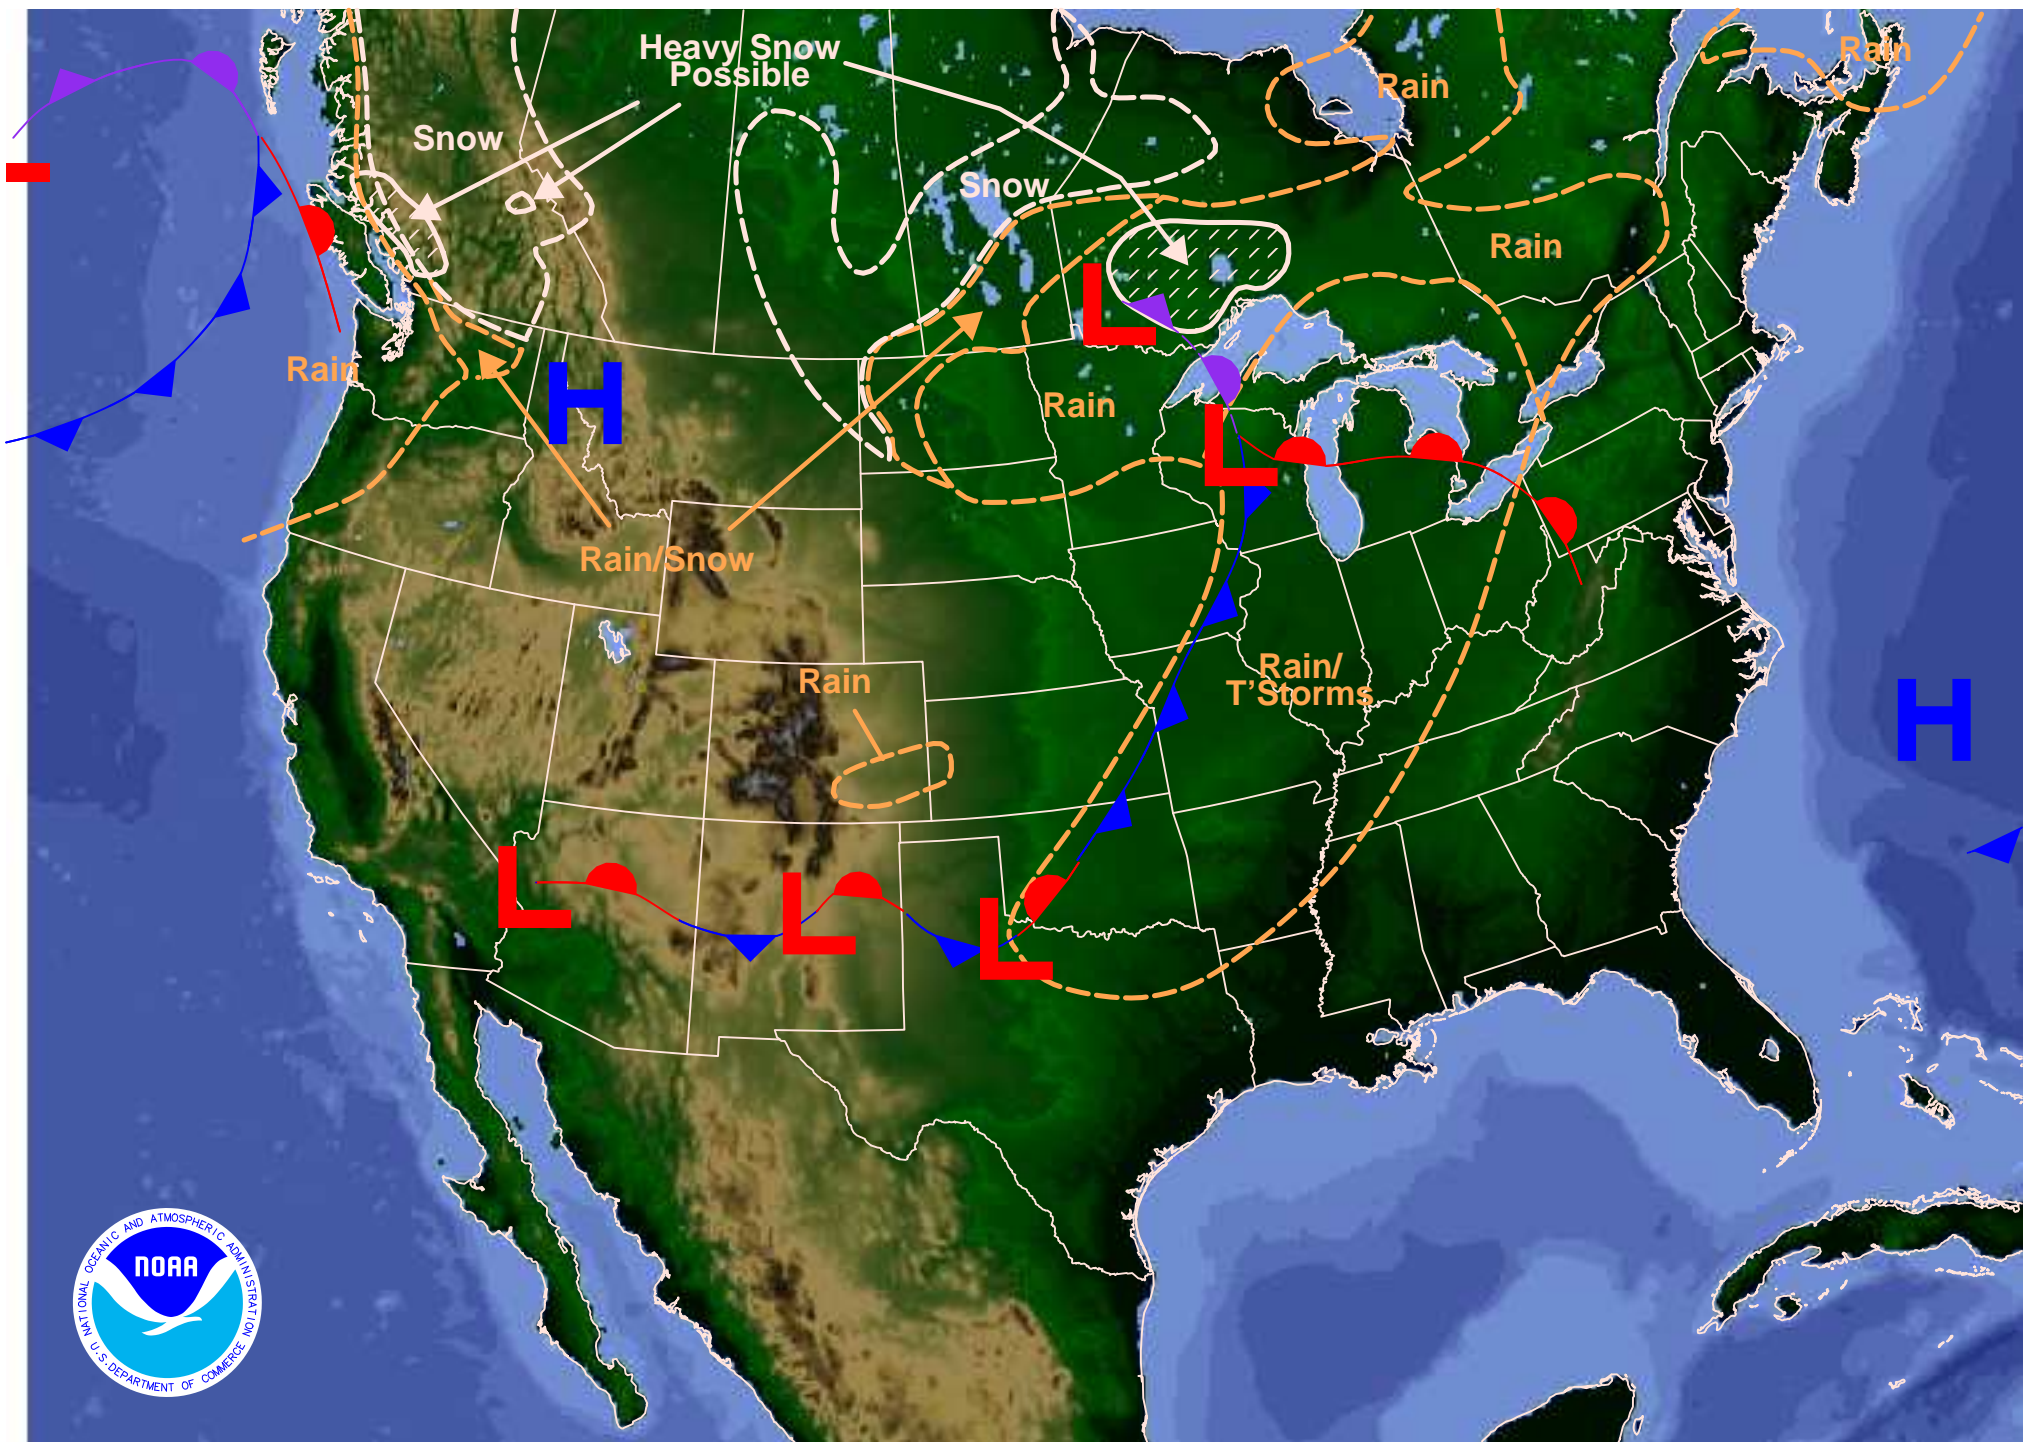 Heavy Snow
Possible
Rain
Rain
Snow
Snow
Rain
Rain
Rain
Rain/Snow
Rain
Rain/
T'Storms
H
H
L
L
L
L
L
NOAA
NATIONAL OCEANIC AND ATMOSPHERIC ADMINISTRATION
U.S. DEPARTMENT OF COMMERCE